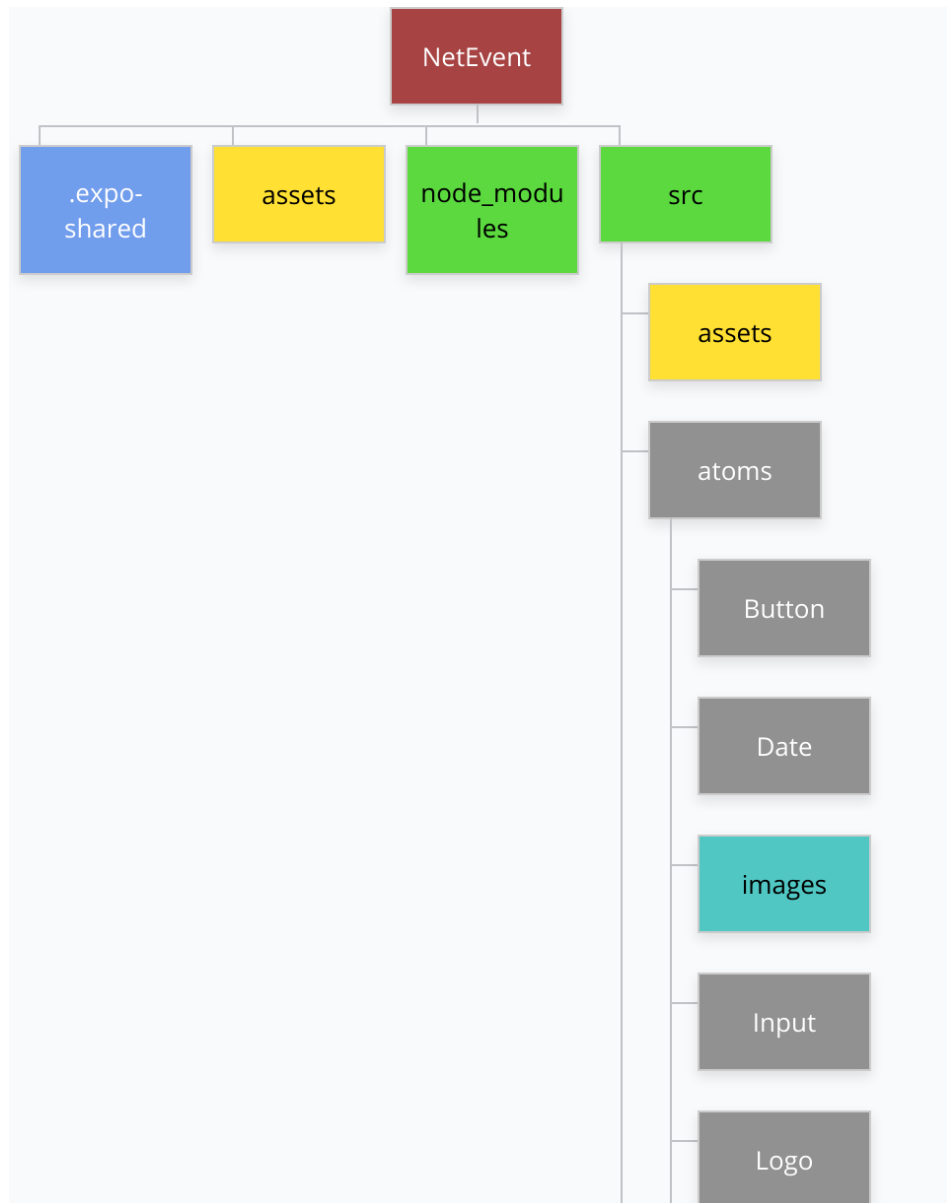 NetEvent
.expo-
shared
assets
node_modu
les
src
assets
atoms
Button
Date
images
Input
Logo